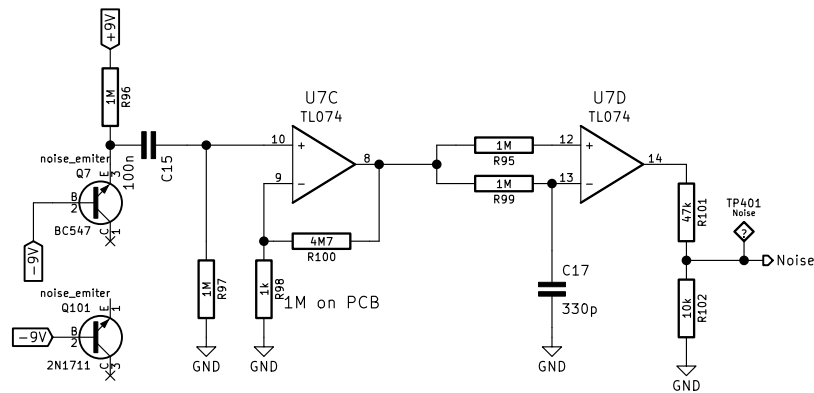 +9V
1M
R96
noise_emiter
Q7
E
3
B
2
C
1
BC547
-9V
100n
C15
1M
R97
U7C
TL074
10
+
9
-
8
4M7
R100
1k
R98
1M on PCB
GND
GND
1M
R95
1M
R99
U7D
TL074
12
+
13
-
14
C17
330p
GND
47k
R101
TP401
Noise
?
Noise
10k
R102
GND
noise_emiter
Q101
E
1
B
2
C
3
-9V
2N1711